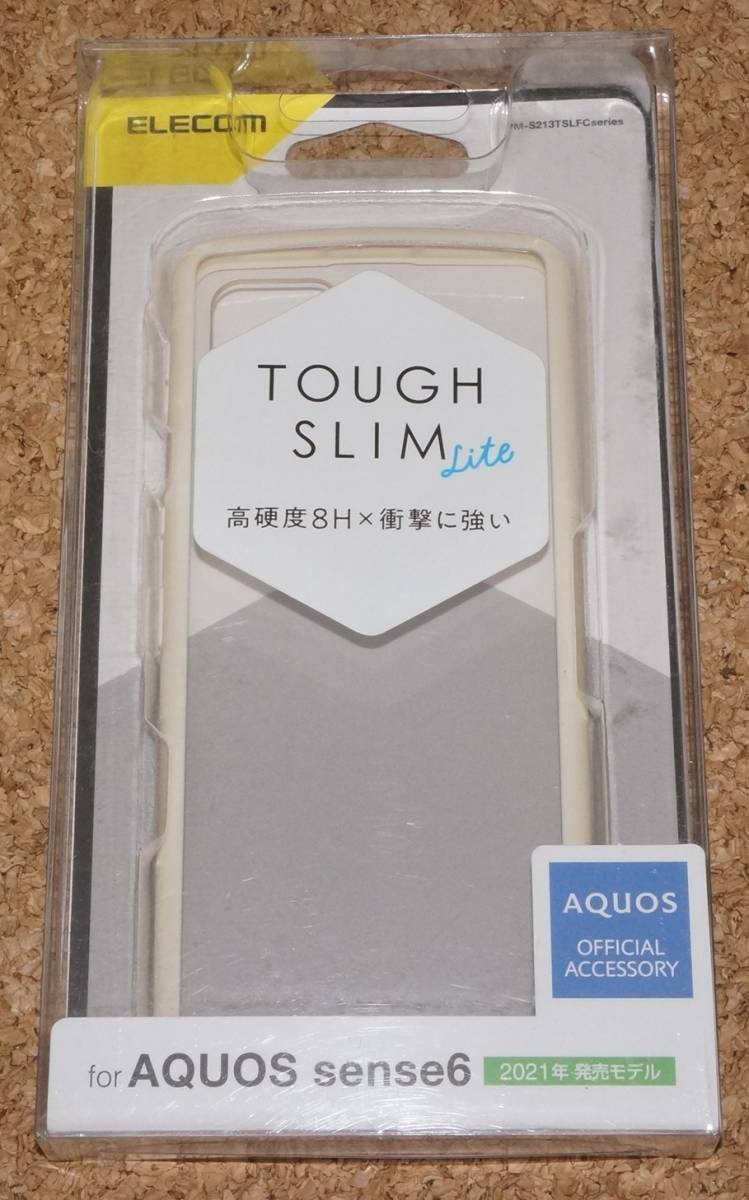 ELECOM
PM-S213TSLFCseries
TOUGH
SLIM
Lite
高硬度8H×衝撃に強い
AQUOS
OFFICIAL
ACCESSORY
for AQUOS sense6
2021年 発売モデル